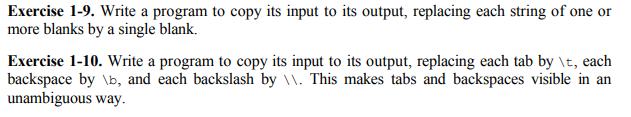 Exercise 1-9. Write a program to copy its input to its output, replacing each string of one or
more blanks by a single blank.
Exercise 1-10. Write a program to copy its input to its output, replacing each tab by \t, each
backspace by \b, and each backslash by \\. This makes tabs and backspaces visible in an
unambiguous way.